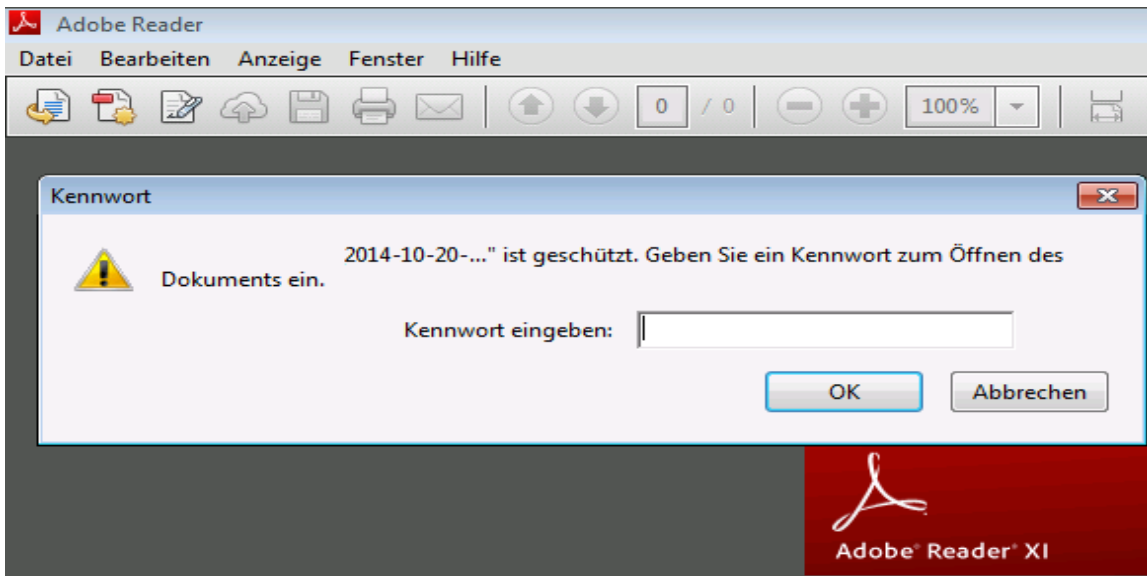 Adobe Reader
Datei Bearbeiten Anzeige Fenster Hilfe
0 / 0 100%
Kennwort
2014-10-20-..." ist geschützt. Geben Sie ein Kennwort zum Öffnen des
Dokuments ein.
Kennwort eingeben:
OK Abbrechen
Adobe® Reader® XI